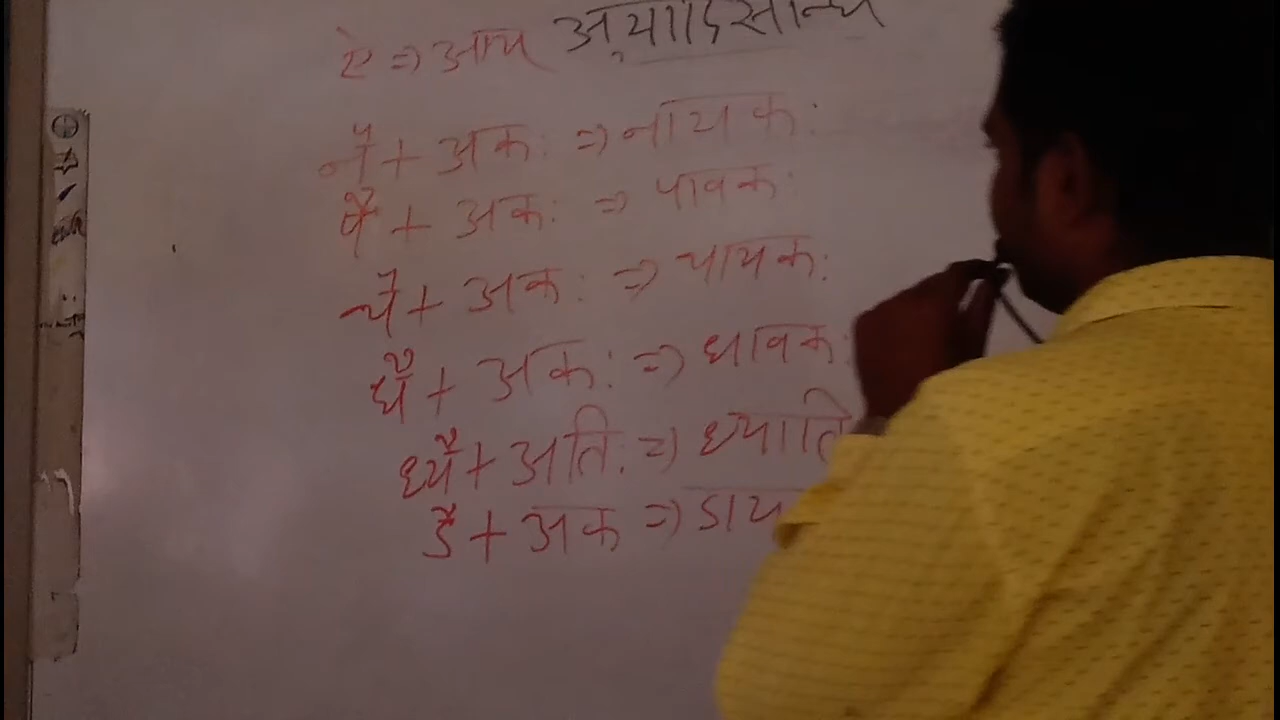 ऐ => आय् अयादिसन्धि
नै + अकः => नायकः
पै + अकः => पावकः
चै + अकः => चायकः
धै + अकः => धावकः
ध्यै + अतिः => ध्याति
डै + अक => डाय